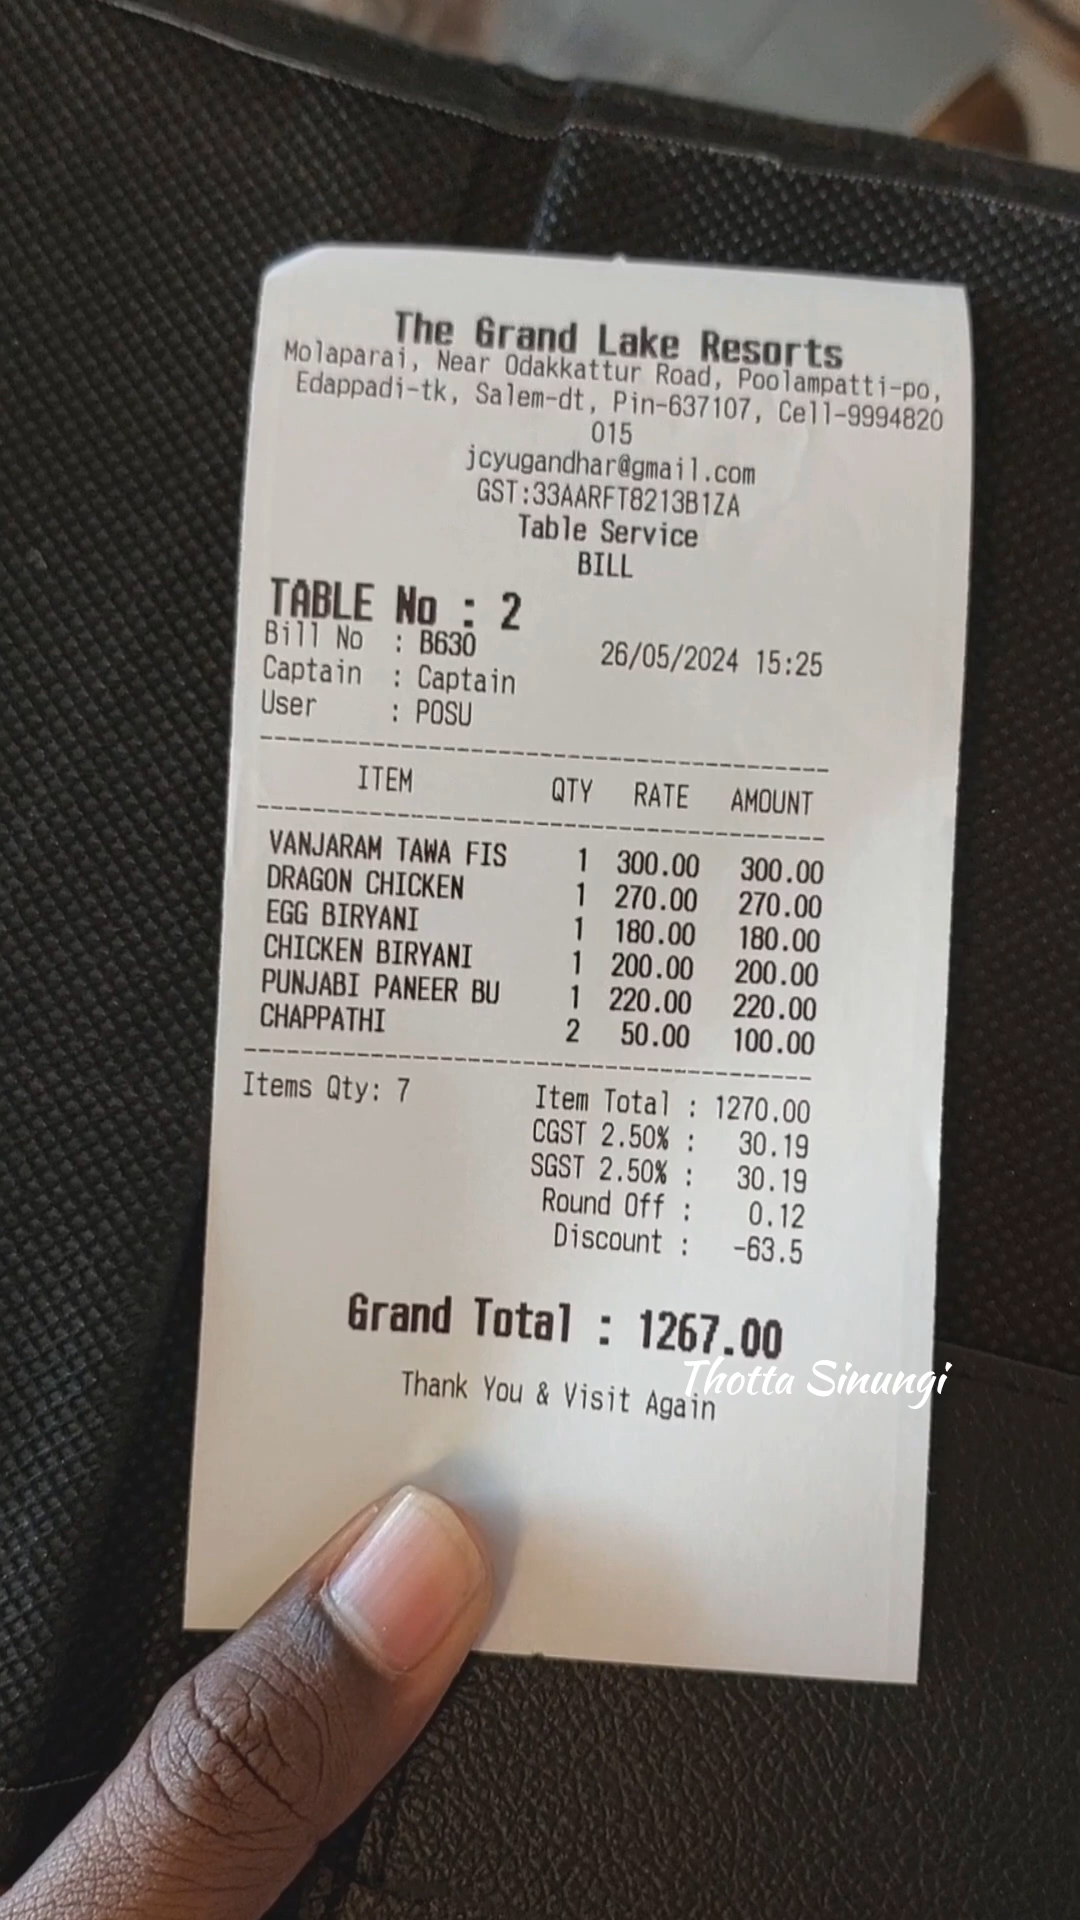 The Grand Lake Resorts
Molaparai, Near Odakkattur Road, Poolampatti-po,
Edappadi-tk, Salem-dt, Pin-637107, Cell-9994820
015
jcyugandhar@gmail.com
GST:33AARFT8213B1ZA
Table Service
BILL
TABLE No : 2
Bill No : B630 26/05/2024 15:25
Captain : Captain
User : POSU
ITEM QTY RATE AMOUNT
VANJARAM TAWA FIS 1 300.00 300.00
DRAGON CHICKEN 1 270.00 270.00
EGG BIRYANI 1 180.00 180.00
CHICKEN BIRYANI 1 200.00 200.00
PUNJABI PANEER BU 1 220.00 220.00
CHAPPATHI 2 50.00 100.00
Items Qty: 7 Item Total : 1270.00
CGST 2.50% : 30.19
SGST 2.50% : 30.19
Round Off : 0.12
Discount : -63.5
Grand Total : 1267.00
Thotta Sinungi
Thank You & Visit Again